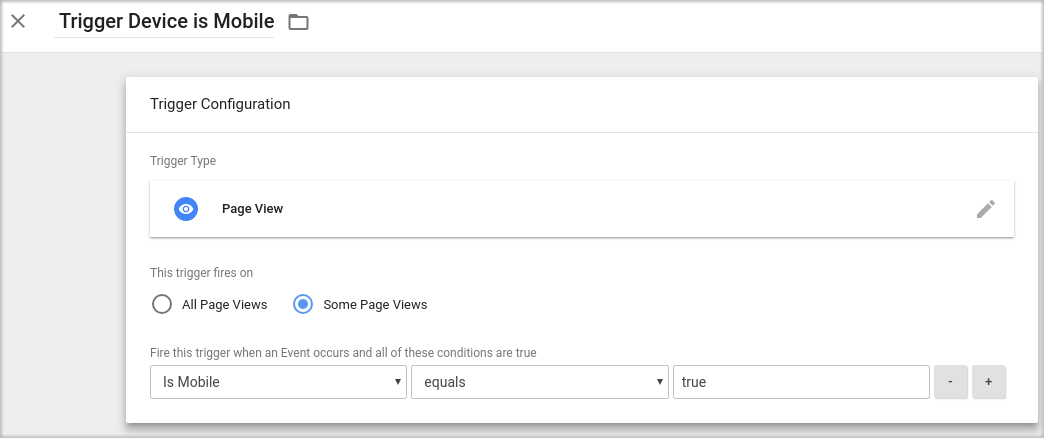 Trigger Device is Mobile
Trigger Configuration
Trigger Type
Page View
This trigger fires on
All Page Views Some Page Views
Fire this trigger when an Event occurs and all of these conditions are true
Is Mobile equals true - +